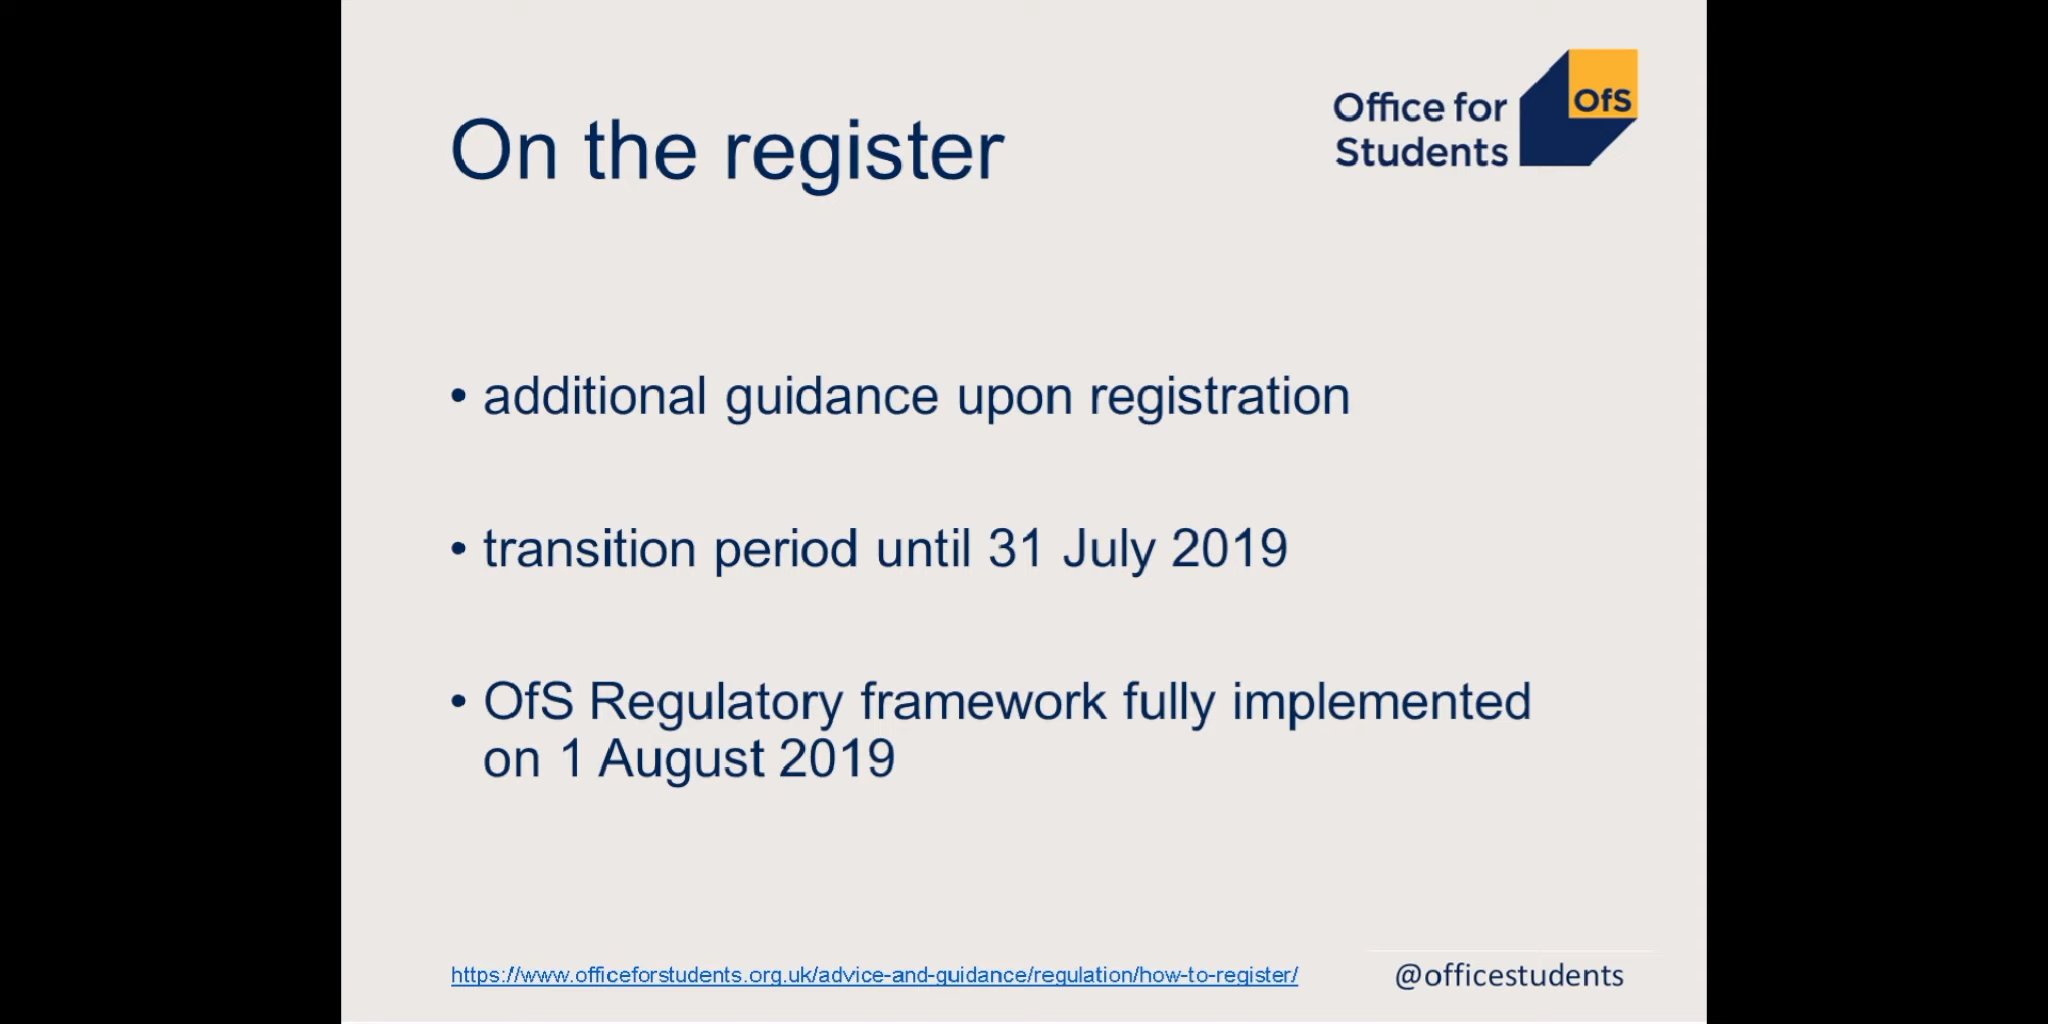 On the register
Office for
Students
OfS
• additional guidance upon registration
• transition period until 31 July 2019
• OfS Regulatory framework fully implemented
on 1 August 2019
https://www.officeforstudents.org.uk/advice-and-guidance/regulation/how-to-register/
@officestudents